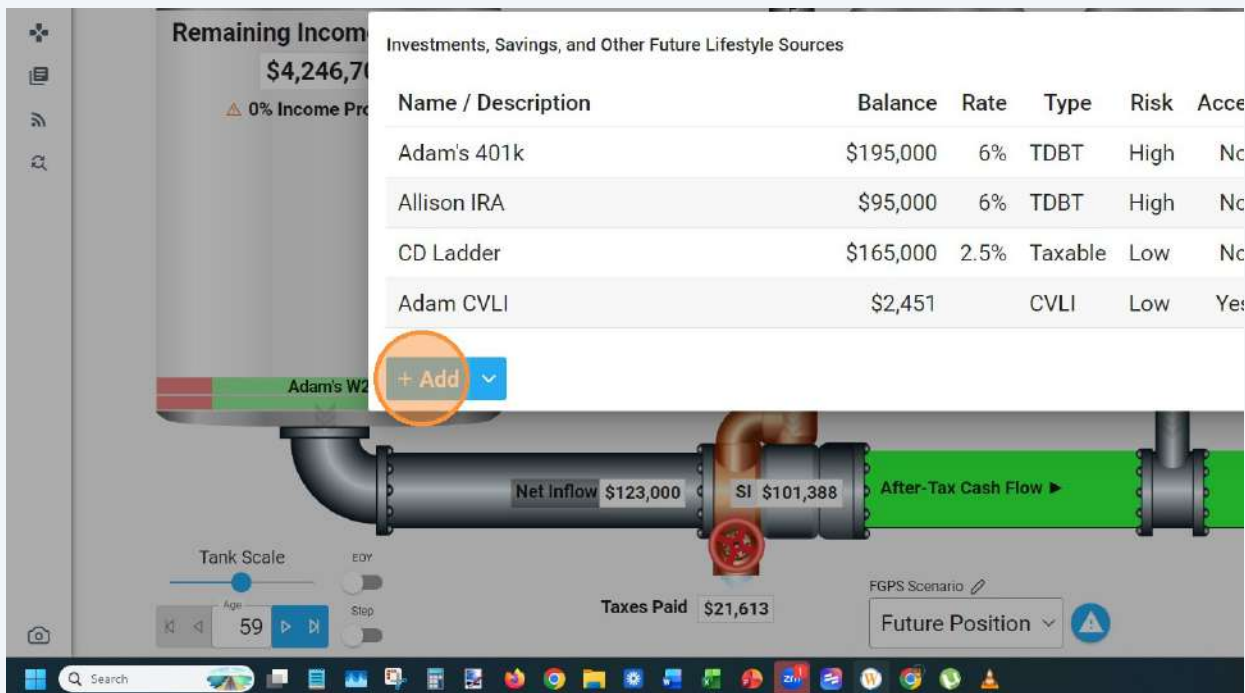 Remaining Incom
$4,246,7
0% Income Pro
Investments, Savings, and Other Future Lifestyle Sources
Name / Description Balance Rate Type Risk Acce
Adam's 401k $195,000 6% TDBT High No
Allison IRA $95,000 6% TDBT High No
CD Ladder $165,000 2.5% Taxable Low No
Adam CVLI $2,451 CVLI Low Yes
+ Add
Adam's W2
Net Inflow $123,000
SI $101,388
After-Tax Cash Flow ►
Tank Scale
EOY
Age
59
Step
Taxes Paid $21,613
FGPS Scenario
Future Position
Search